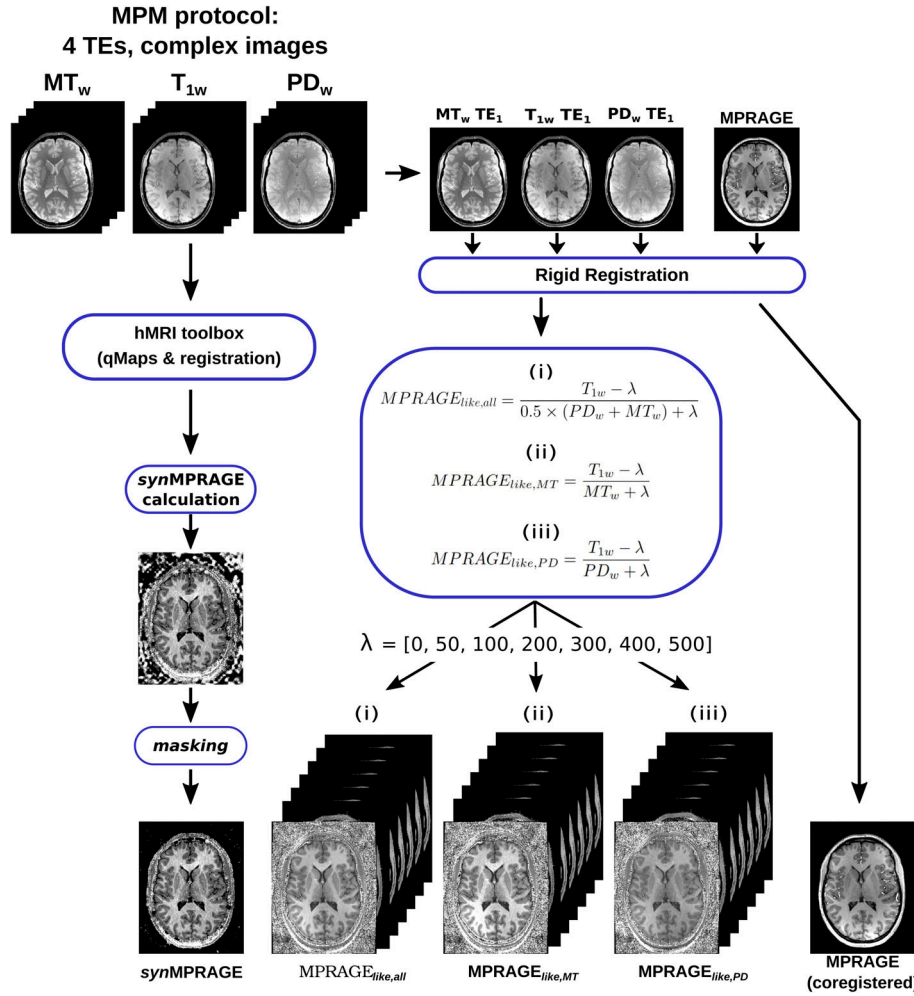 MPM protocol:
4 TEs, complex images
MTw
T1w
PDw
MTw TE1
T1w TE1
PDw TE1
MPRAGE
Rigid Registration
hMRI toolbox
(qMaps & registration)
(i)
MPRAGElike,all = (T1w − λ) / (0.5 × (PDw + MTw) + λ)
(ii)
MPRAGElike,MT = (T1w − λ) / (MTw + λ)
(iii)
MPRAGElike,PD = (T1w − λ) / (PDw + λ)
synMPRAGE
calculation
λ = [0, 50, 100, 200, 300, 400, 500]
masking
(i)
(ii)
(iii)
synMPRAGE
MPRAGElike,all
MPRAGElike,MT
MPRAGElike,PD
MPRAGE
(coregistered)